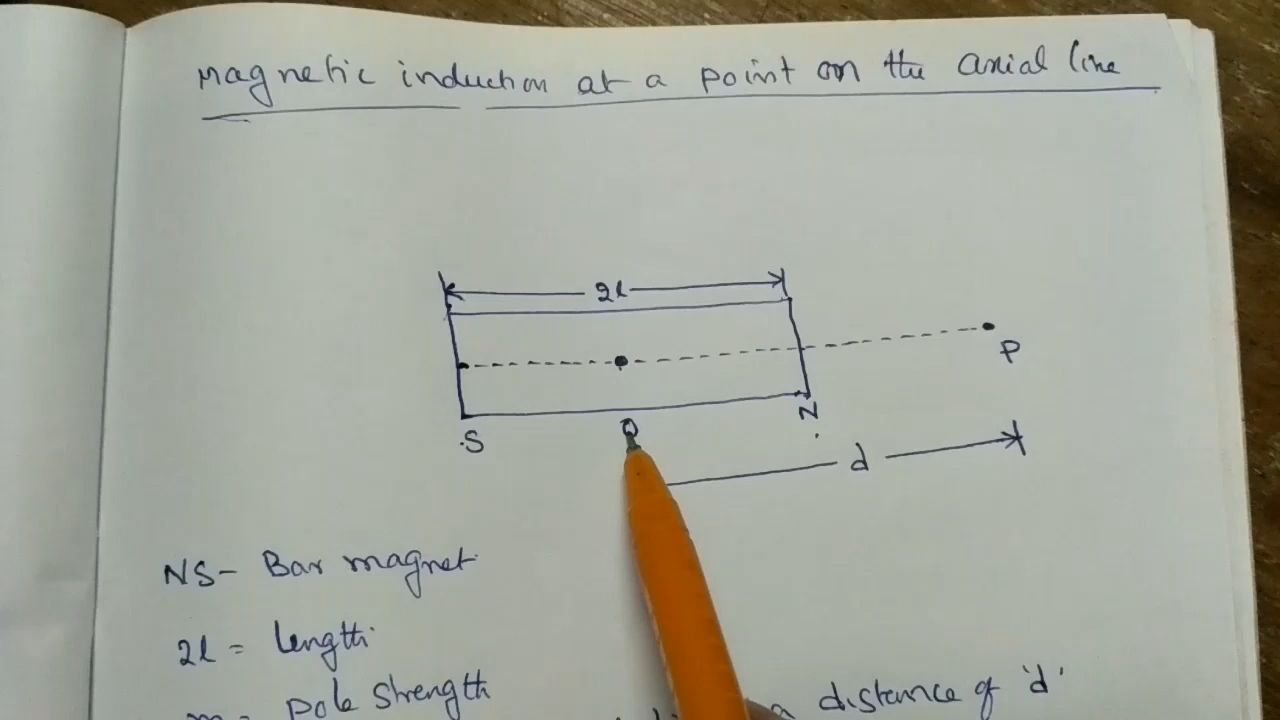 Magnetic induction at a point on the axial line
2l
P
S
O
N
d
NS- Bar magnet
2l = length
m - Pole strength
a distance of 'd'